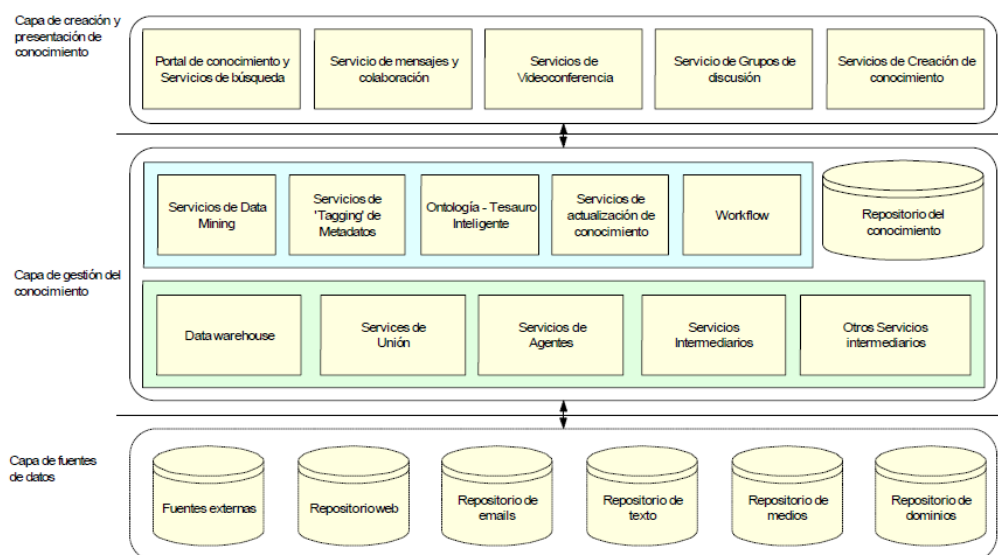 Capa de creación y
presentación de
conocimiento
Portal de conocimiento y
Servicios de búsqueda
Servicio de mensajes y
colaboración
Servicios de
Videoconferencia
Servicio de Grupos de
discusión
Servicios de Creación de
conocimiento
Capa de gestión del
conocimiento
Servicios de Data
Mining
Servicios de
'Tagging' de
Metadatos
Ontología - Tesauro
Inteligente
Servicios de
actualización de
conocimiento
Workflow
Repositorio del
conocimiento
Data warehouse
Services de
Unión
Servicios de
Agentes
Servicios
Intermediarios
Otros Servicios
intermediarios
Capa de fuentes
de datos
Fuentes externas
Repositorio web
Repositorio de
emails
Repositorio de
texto
Repositorio de
medios
Repositorio de
dominios